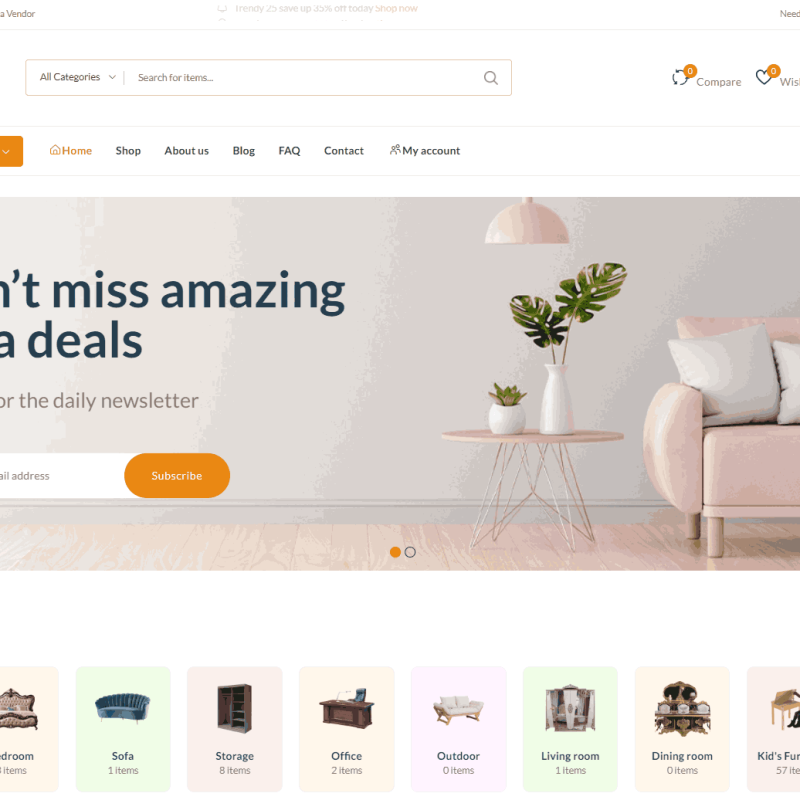 a Vendor
Trendy 25 save up 35% off today Shop now
Need
All Categories
Search for items...
0
Compare
0
Wis
Home
Shop
About us
Blog
FAQ
Contact
My account
n't miss amazing
a deals
or the daily newsletter
ail address
Subscribe
edroom
items
Sofa
1 items
Storage
8 items
Office
2 items
Outdoor
0 items
Living room
1 items
Dining room
0 items
Kid's Fur
57 ite